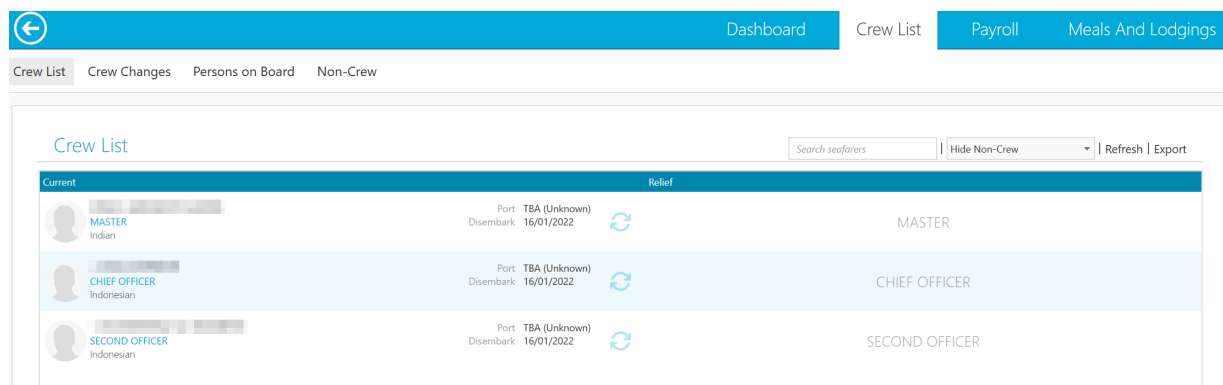 Dashboard Crew List Payroll Meals And Lodgings
Crew List Crew Changes Persons on Board Non-Crew
Crew List
Search seafarers | Hide Non-Crew | Refresh | Export
Current Relief
Port TBA (Unknown)
MASTER Disembark 16/01/2022 MASTER
Indian
Port TBA (Unknown)
CHIEF OFFICER Disembark 16/01/2022 CHIEF OFFICER
Indonesian
Port TBA (Unknown)
SECOND OFFICER Disembark 16/01/2022 SECOND OFFICER
Indonesian